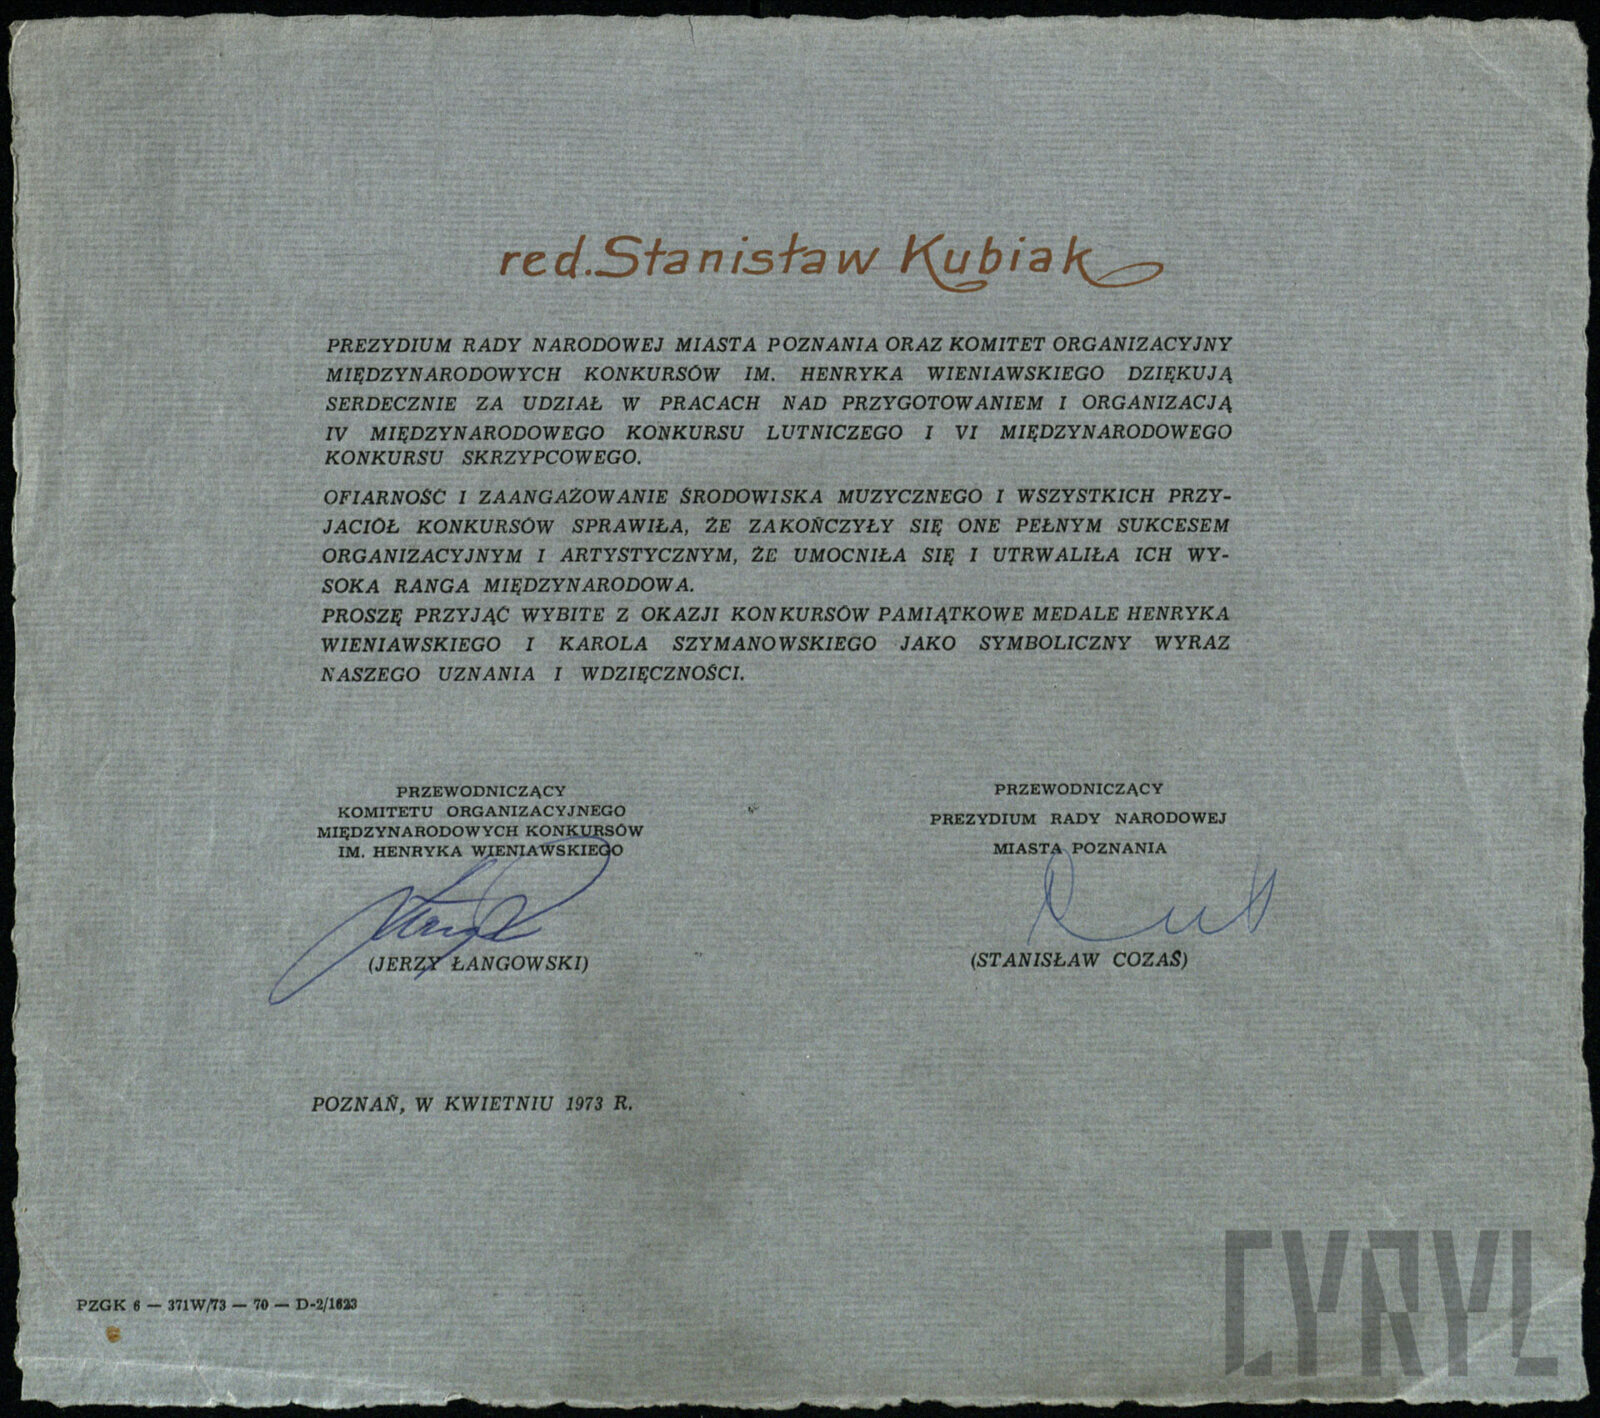 red. Stanisław Kubiak
PREZYDIUM RADY NARODOWEJ MIASTA POZNANIA ORAZ KOMITET ORGANIZACYJNY
MIĘDZYNARODOWYCH KONKURSÓW IM. HENRYKA WIENIAWSKIEGO DZIĘKUJĄ
SERDECZNIE ZA UDZIAŁ W PRACACH NAD PRZYGOTOWANIEM I ORGANIZACJĄ
IV MIĘDZYNARODOWEGO KONKURSU LUTNICZEGO I VI MIĘDZYNARODOWEGO
KONKURSU SKRZYPCOWEGO.
OFIARNOŚĆ I ZAANGAŻOWANIE ŚRODOWISKA MUZYCZNEGO I WSZYSTKICH PRZY-
JACIÓŁ KONKURSÓW SPRAWIŁA, ŻE ZAKOŃCZYŁY SIĘ ONE PEŁNYM SUKCESEM
ORGANIZACYJNYM I ARTYSTYCZNYM, ŻE UMOCNIŁA SIĘ I UTRWALIŁA ICH WY-
SOKA RANGA MIĘDZYNARODOWA.
PROSZĘ PRZYJĄĆ WYBITE Z OKAZJI KONKURSÓW PAMIĄTKOWE MEDALE HENRYKA
WIENIAWSKIEGO I KAROLA SZYMANOWSKIEGO JAKO SYMBOLICZNY WYRAZ
NASZEGO UZNANIA I WDZIĘCZNOŚCI.
PRZEWODNICZĄCY
KOMITETU ORGANIZACYJNEGO
MIĘDZYNARODOWYCH KONKURSÓW
IM. HENRYKA WIENIAWSKIEGO
(JERZY ŁANGOWSKI)
PRZEWODNICZĄCY
PREZYDIUM RADY NARODOWEJ
MIASTA POZNANIA
(STANISŁAW COZAŚ)
POZNAŃ, W KWIETNIU 1973 R.
PZGK 6 — 371W/73 — 70 — D-2/1623
CYRYL